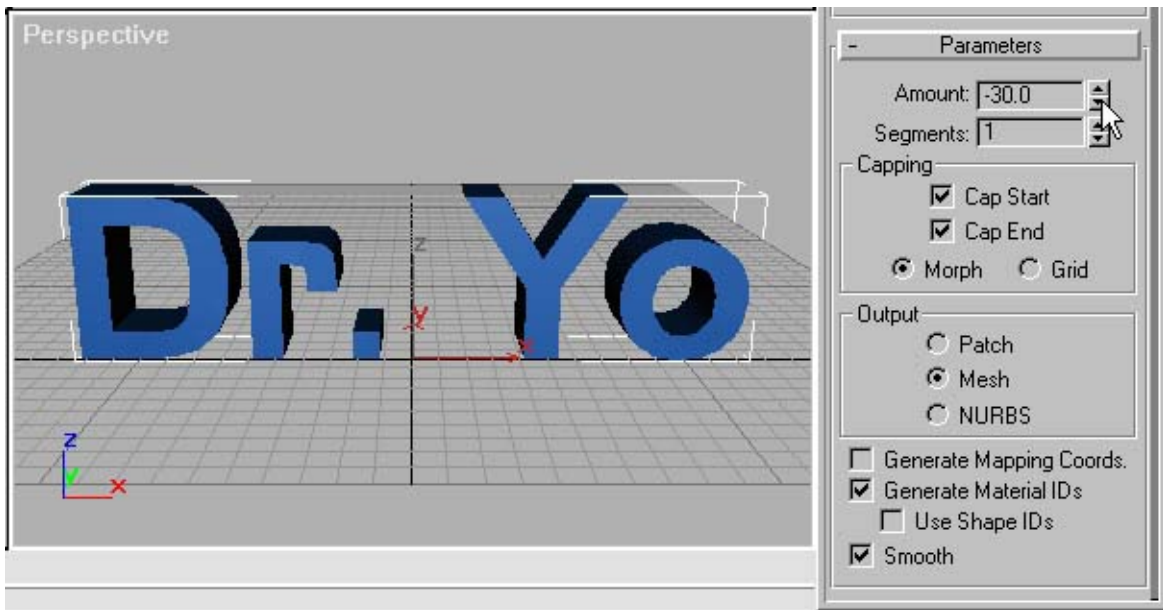 Perspective
Dr. Yo
z
y
x
z
y
x
- Parameters
Amount: -30.0
Segments: 1
Capping
Cap Start
Cap End
Morph Grid
Output
Patch
Mesh
NURBS
Generate Mapping Coords.
Generate Material IDs
Use Shape IDs
Smooth